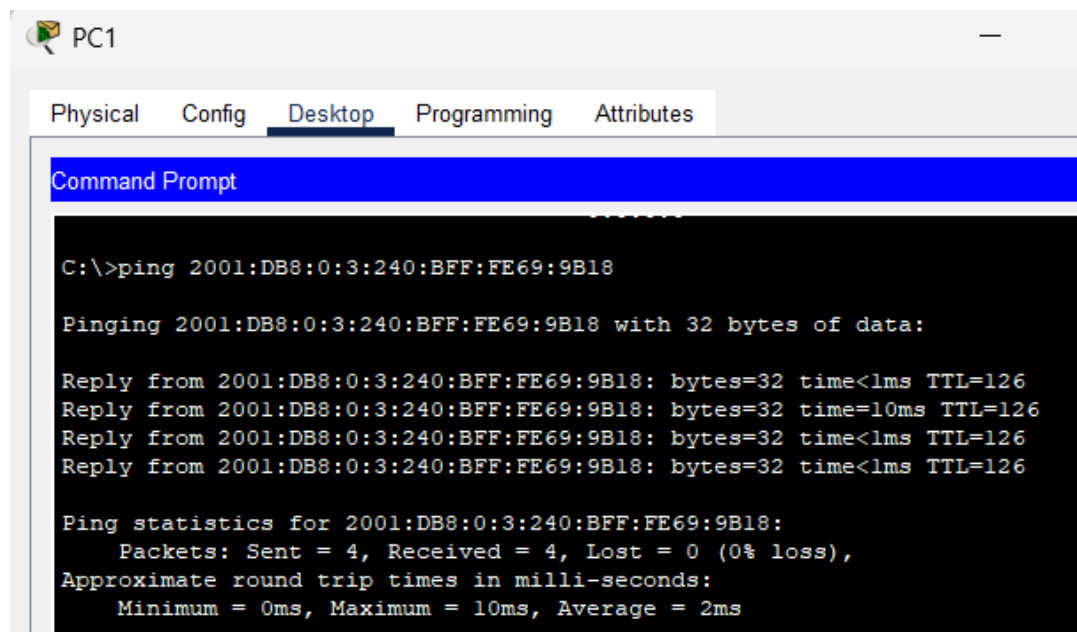 PC1
Physical Config Desktop Programming Attributes
Command Prompt
C:\>ping 2001:DB8:0:3:240:BFF:FE69:9B18
Pinging 2001:DB8:0:3:240:BFF:FE69:9B18 with 32 bytes of data:
Reply from 2001:DB8:0:3:240:BFF:FE69:9B18: bytes=32 time<1ms TTL=126
Reply from 2001:DB8:0:3:240:BFF:FE69:9B18: bytes=32 time=10ms TTL=126
Reply from 2001:DB8:0:3:240:BFF:FE69:9B18: bytes=32 time<1ms TTL=126
Reply from 2001:DB8:0:3:240:BFF:FE69:9B18: bytes=32 time<1ms TTL=126
Ping statistics for 2001:DB8:0:3:240:BFF:FE69:9B18:
Packets: Sent = 4, Received = 4, Lost = 0 (0% loss),
Approximate round trip times in milli-seconds:
Minimum = 0ms, Maximum = 10ms, Average = 2ms